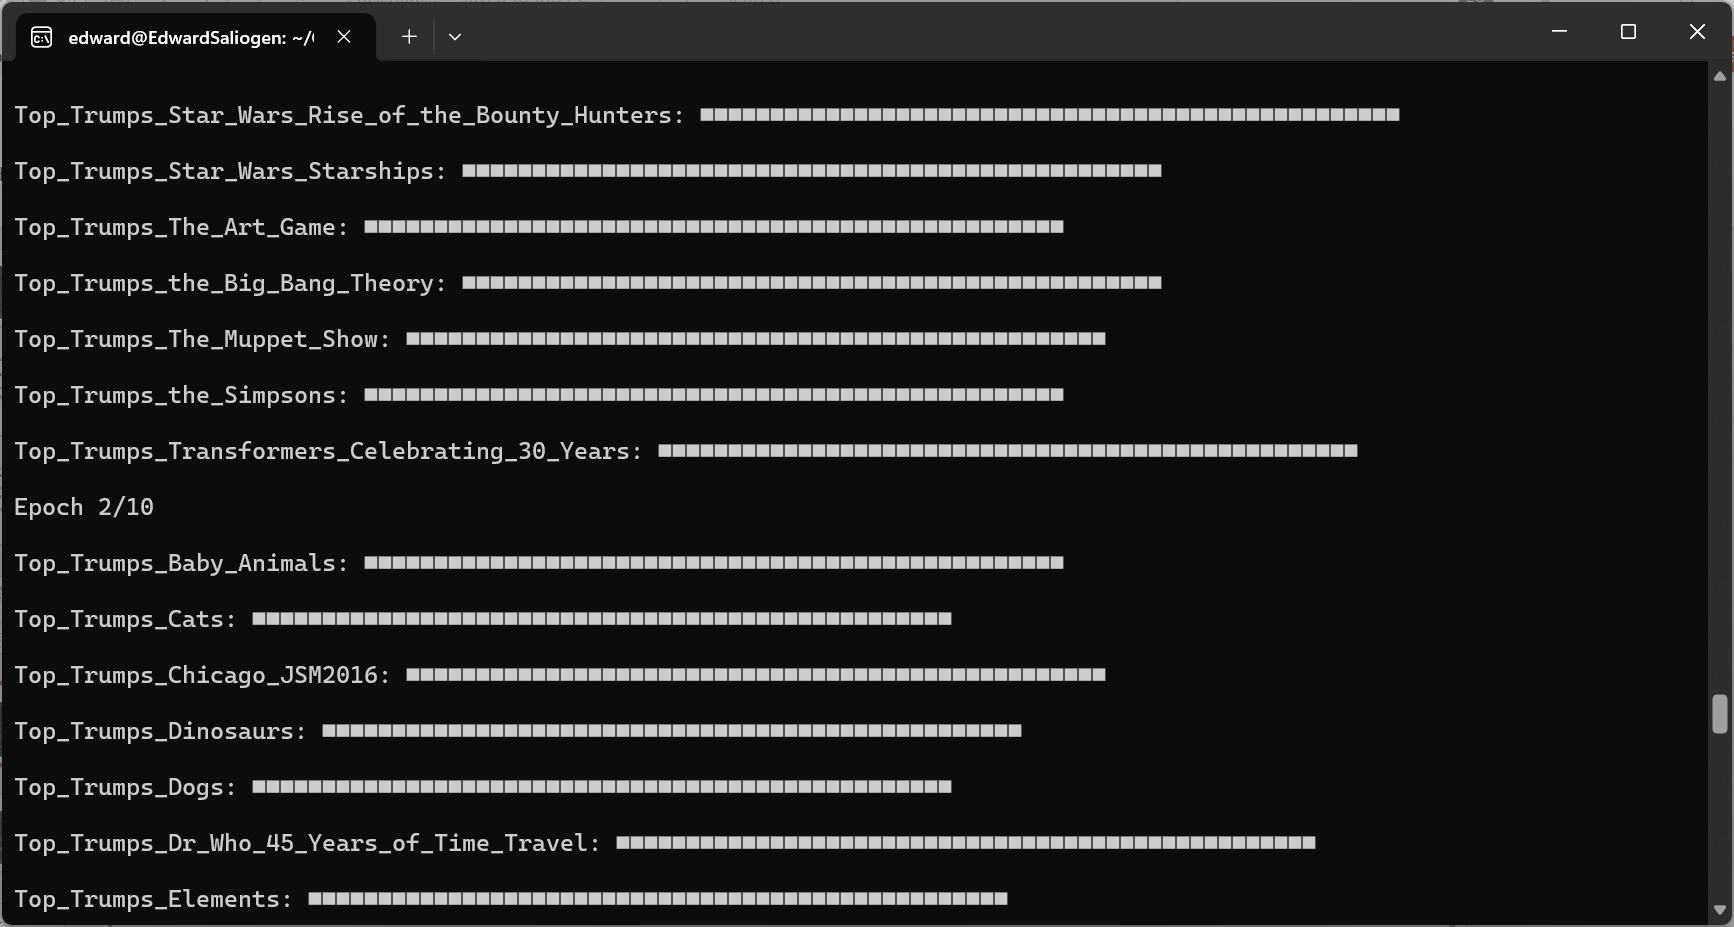 edward@EdwardSaliogen: ~/
Top_Trumps_Star_Wars_Rise_of_the_Bounty_Hunters: ■■■■■■■■■■■■■■■■■■■■■■■■■■■■■■■■■■■■■■■■■■■■■■■■■■
Top_Trumps_Star_Wars_Starships: ■■■■■■■■■■■■■■■■■■■■■■■■■■■■■■■■■■■■■■■■■■■■■■■■■■
Top_Trumps_The_Art_Game: ■■■■■■■■■■■■■■■■■■■■■■■■■■■■■■■■■■■■■■■■■■■■■■■■■■
Top_Trumps_the_Big_Bang_Theory: ■■■■■■■■■■■■■■■■■■■■■■■■■■■■■■■■■■■■■■■■■■■■■■■■■■
Top_Trumps_The_Muppet_Show: ■■■■■■■■■■■■■■■■■■■■■■■■■■■■■■■■■■■■■■■■■■■■■■■■■■
Top_Trumps_the_Simpsons: ■■■■■■■■■■■■■■■■■■■■■■■■■■■■■■■■■■■■■■■■■■■■■■■■■■
Top_Trumps_Transformers_Celebrating_30_Years: ■■■■■■■■■■■■■■■■■■■■■■■■■■■■■■■■■■■■■■■■■■■■■■■■■■
Epoch 2/10
Top_Trumps_Baby_Animals: ■■■■■■■■■■■■■■■■■■■■■■■■■■■■■■■■■■■■■■■■■■■■■■■■■■
Top_Trumps_Cats: ■■■■■■■■■■■■■■■■■■■■■■■■■■■■■■■■■■■■■■■■■■■■■■■■■■
Top_Trumps_Chicago_JSM2016: ■■■■■■■■■■■■■■■■■■■■■■■■■■■■■■■■■■■■■■■■■■■■■■■■■■
Top_Trumps_Dinosaurs: ■■■■■■■■■■■■■■■■■■■■■■■■■■■■■■■■■■■■■■■■■■■■■■■■■■
Top_Trumps_Dogs: ■■■■■■■■■■■■■■■■■■■■■■■■■■■■■■■■■■■■■■■■■■■■■■■■■■
Top_Trumps_Dr_Who_45_Years_of_Time_Travel: ■■■■■■■■■■■■■■■■■■■■■■■■■■■■■■■■■■■■■■■■■■■■■■■■■■
Top_Trumps_Elements: ■■■■■■■■■■■■■■■■■■■■■■■■■■■■■■■■■■■■■■■■■■■■■■■■■■